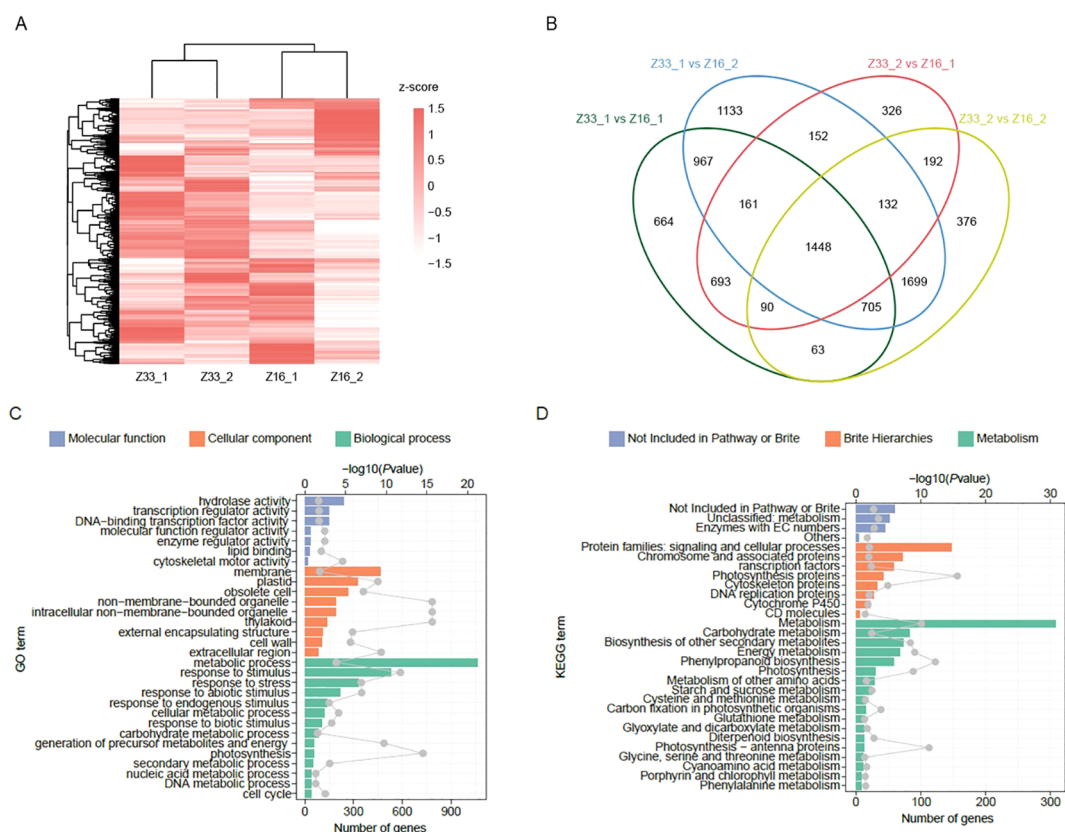 A
z-score
1.5
1
0.5
0
−0.5
−1
−1.5
Z33_1 Z33_2 Z16_1 Z16_2
B
Z33_1 vs Z16_2
Z33_2 vs Z16_1
Z33_1 vs Z16_1
Z33_2 vs Z16_2
1133
326
152
967
192
161
132
664
376
1448
693
1699
90
705
63
C
Molecular function
Cellular component
Biological process
−log10(Pvalue)
0 5 10 15 20
GO term
hydrolase activity
transcription regulator activity
DNA−binding transcription factor activity
molecular function regulator activity
enzyme regulator activity
lipid binding
cytoskeletal motor activity
membrane
plastid
obsolete cell
non−membrane−bounded organelle
intracellular non−membrane−bounded organelle
thylakoid
external encapsulating structure
cell wall
extracellular region
metabolic process
response to stimulus
response to stress
response to abiotic stimulus
response to endogenous stimulus
cellular metabolic process
response to biotic stimulus
carbohydrate metabolic process
generation of precursor metabolites and energy
photosynthesis
secondary metabolic process
nucleic acid metabolic process
DNA metabolic process
cell cycle
0 300 600 900
Number of genes
D
Not Included in Pathway or Brite
Brite Hierarchies
Metabolism
−log10(Pvalue)
0 10 20 30
KEGG term
Not Included in Pathway or Brite
Unclassified: metabolism
Enzymes with EC numbers
Others
Protein families: signaling and cellular processes
Chromosome and associated proteins
ranscription factors
Photosynthesis proteins
Cytoskeleton proteins
DNA replication proteins
Cytochrome P450
CD molecules
Metabolism
Carbohydrate metabolism
Biosynthesis of other secondary metabolites
Energy metabolism
Phenylpropanoid biosynthesis
Photosynthesis
Metabolism of other amino acids
Starch and sucrose metabolism
Cysteine and methionine metabolism
Carbon fixation in photosynthetic organisms
Glutathione metabolism
Glyoxylate and dicarboxylate metabolism
Diterpenoid biosynthesis
Photosynthesis − antenna proteins
Glycine, serine and threonine metabolism
Cyanoamino acid metabolism
Porphyrin and chlorophyll metabolism
Phenylalanine metabolism
0 100 200 300
Number of genes